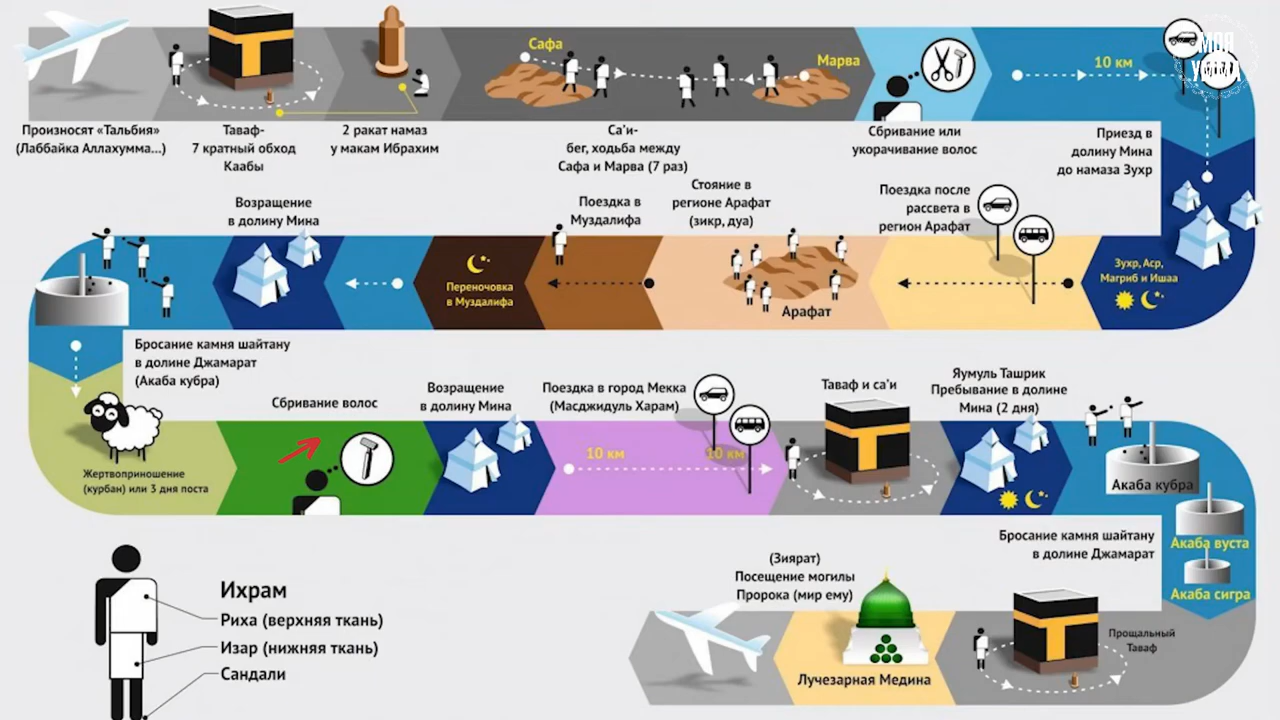 МОЯ
УММА
Сафа
Марва
10 км
Произносят «Тальбия»
(Лаббайка Аллахумма...)
Таваф-
7 кратный обход
Каабы
2 ракат намаз
у макам Ибрахим
Са’и-
бег, ходьба между
Сафа и Марва (7 раз)
Сбривание или
укорачивание волос
Приезд в
долину Мина
до намаза Зухр
Возращение
в долину Мина
Поездка в
Муздалифа
Стояние в
регионе Арафат
(зикр, дуа)
Поездка после
рассвета в
регион Арафат
Зухр, Аср,
Магриб и Ишаа
Переночовка
в Муздалифа
Арафат
Бросание камня шайтану
в долине Джамарат
(Акаба кубра)
Сбривание волос
Возращение
в долину Мина
Поездка в город Мекка
(Масджидуль Харам)
Таваф и са’и
Яумуль Ташрик
Пребывание в долине
Мина (2 дня)
Жертвоприношение
(курбан) или 3 дня поста
10 км
10 км
Акаба кубра
Акаба вуста
Акаба сигра
Бросание камня шайтану
в долине Джамарат
Ихрам
Риха (верхняя ткань)
Изар (нижняя ткань)
Сандали
(Зиярат)
Посещение могилы
Пророка (мир ему)
Лучезарная Медина
Прощальный
Таваф